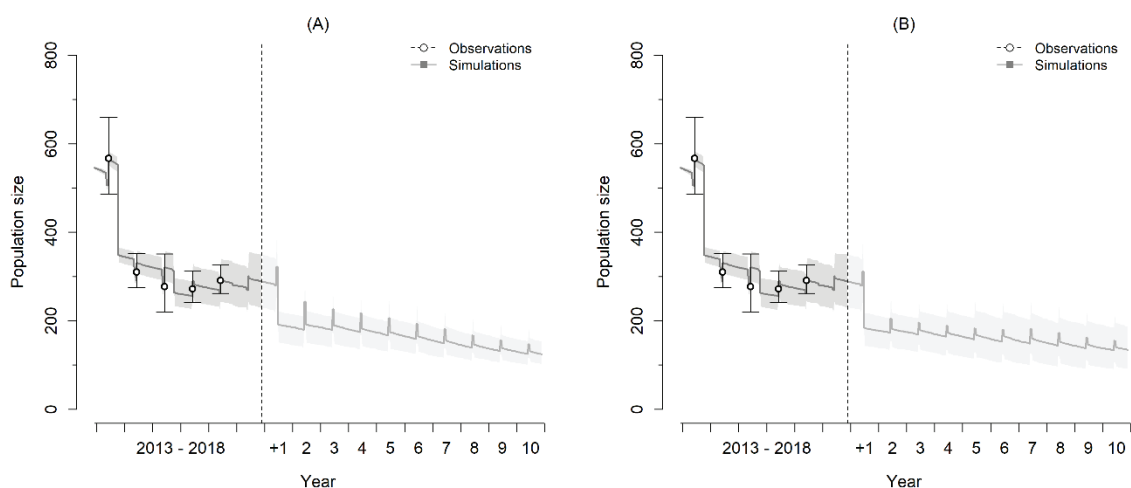 (A)
Observations
Simulations
Population size
800
600
400
200
0
2013 - 2018
+1 2 3 4 5 6 7 8 9 10
Year
(B)
Observations
Simulations
Population size
800
600
400
200
0
2013 - 2018
+1 2 3 4 5 6 7 8 9 10
Year